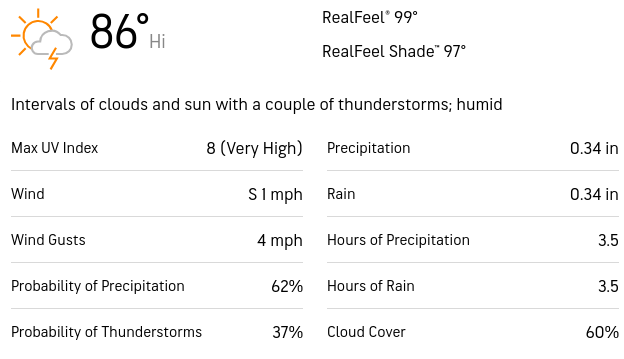 86° Hi
RealFeel® 99°
RealFeel Shade™ 97°
Intervals of clouds and sun with a couple of thunderstorms; humid
Max UV Index 8 (Very High)
Precipitation 0.34 in
Wind S 1 mph
Rain 0.34 in
Wind Gusts 4 mph
Hours of Precipitation 3.5
Probability of Precipitation 62%
Hours of Rain 3.5
Probability of Thunderstorms 37%
Cloud Cover 60%